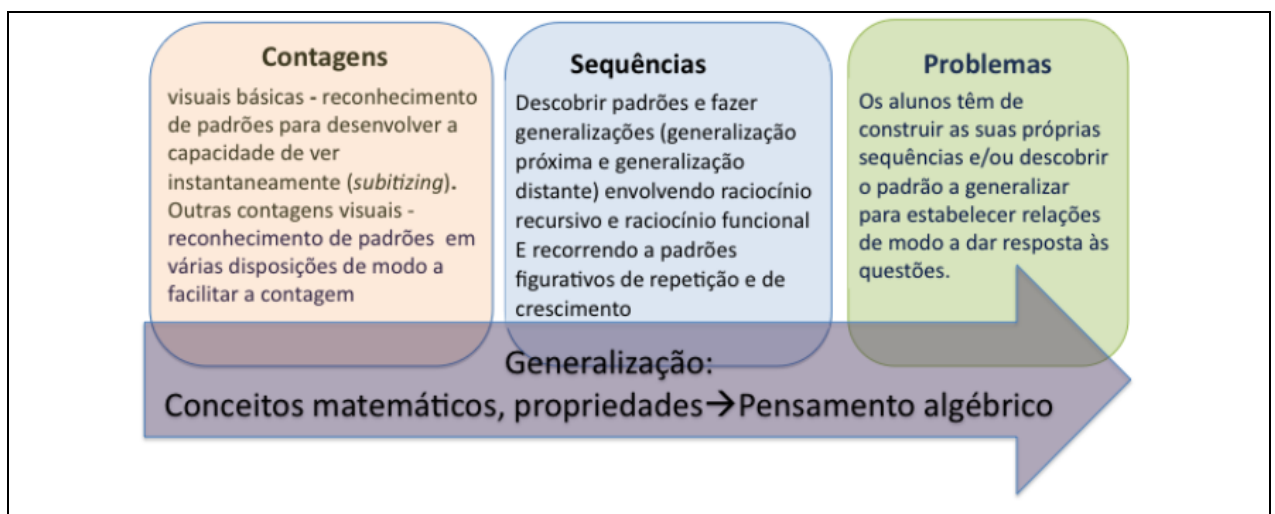 Contagens
visuais básicas - reconhecimento
de padrões para desenvolver a
capacidade de ver
instantaneamente (subitizing).
Outras contagens visuais -
reconhecimento de padrões em
várias disposições de modo a
facilitar a contagem
Sequências
Descobrir padrões e fazer
generalizações (generalização
próxima e generalização
distante) envolvendo raciocínio
recursivo e raciocínio funcional
E recorrendo a padrões
figurativos de repetição e de
crescimento
Problemas
Os alunos têm de
construir as suas próprias
sequências e/ou descobrir
o padrão a generalizar
para estabelecer relações
de modo a dar resposta às
questões.
Generalização:
Conceitos matemáticos, propriedades→Pensamento algébrico